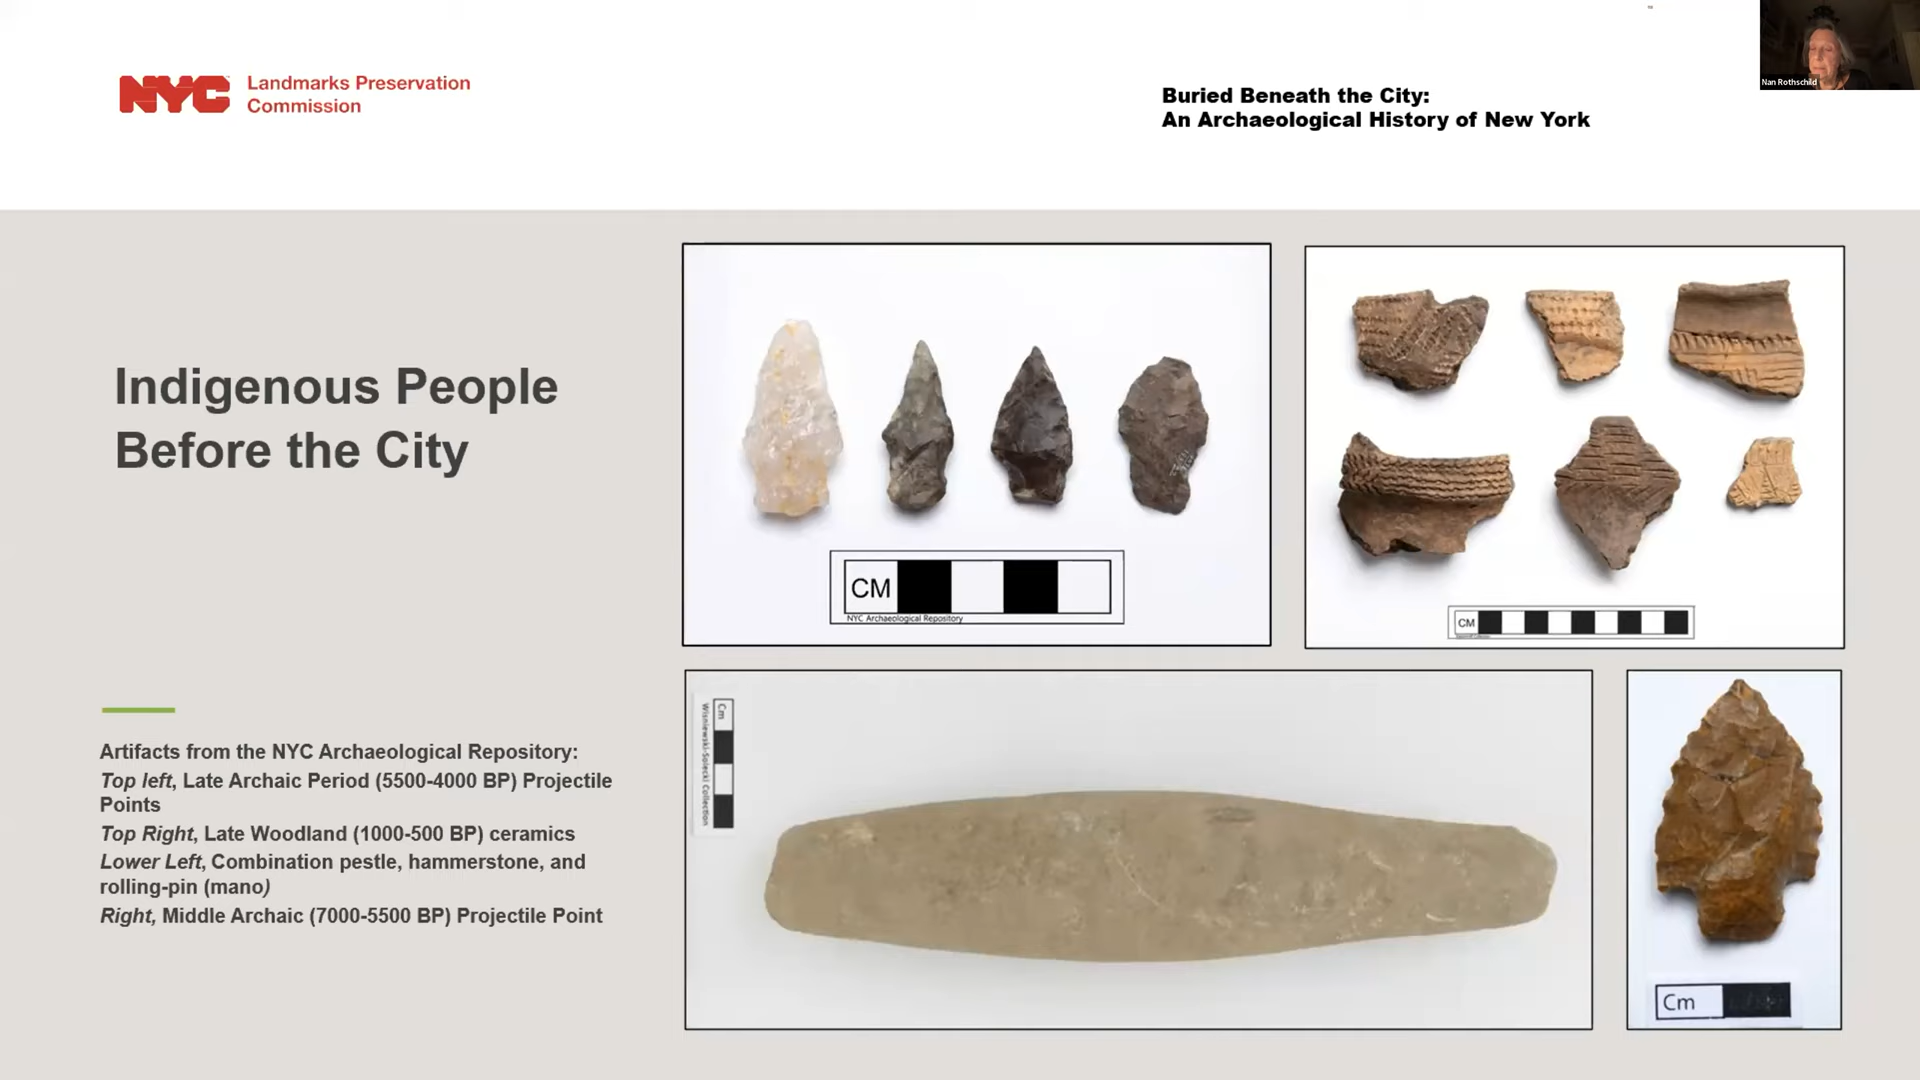 NYC
Landmarks Preservation
Commission
Buried Beneath the City:
An Archaeological History of New York
Nan Rothschild
Indigenous People
Before the City
Artifacts from the NYC Archaeological Repository:
Top left, Late Archaic Period (5500-4000 BP) Projectile
Points
Top Right, Late Woodland (1000-500 BP) ceramics
Lower Left, Combination pestle, hammerstone, and
rolling-pin (mano)
Right, Middle Archaic (7000-5500 BP) Projectile Point
CM
NYC Archaeological Repository
CM
Cm
Wisniewski-Solecki Collection
Cm